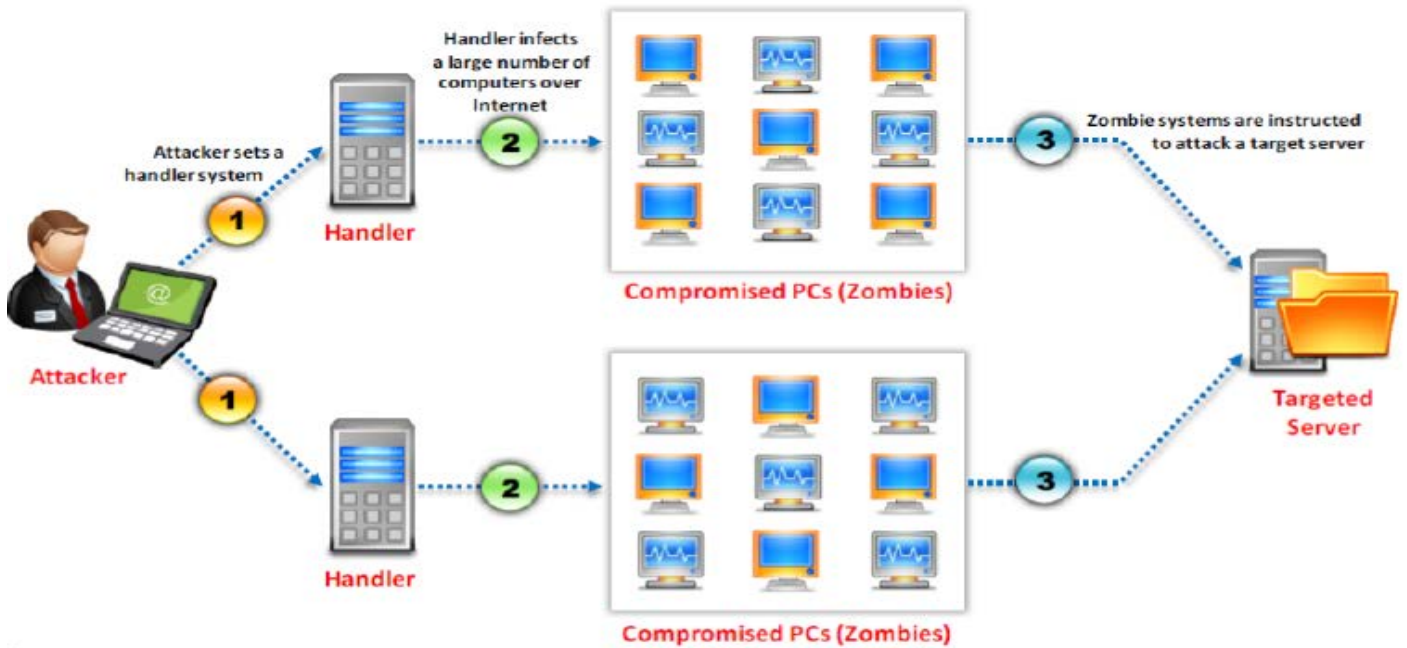 Handler infects
a large number of
computers over
Internet
Attacker sets a
handler system
1
2
3
Zombie systems are instructed
to attack a target server
Handler
Compromised PCs (Zombies)
@
Attacker
1
Targeted
Server
2
3
Handler
Compromised PCs (Zombies)